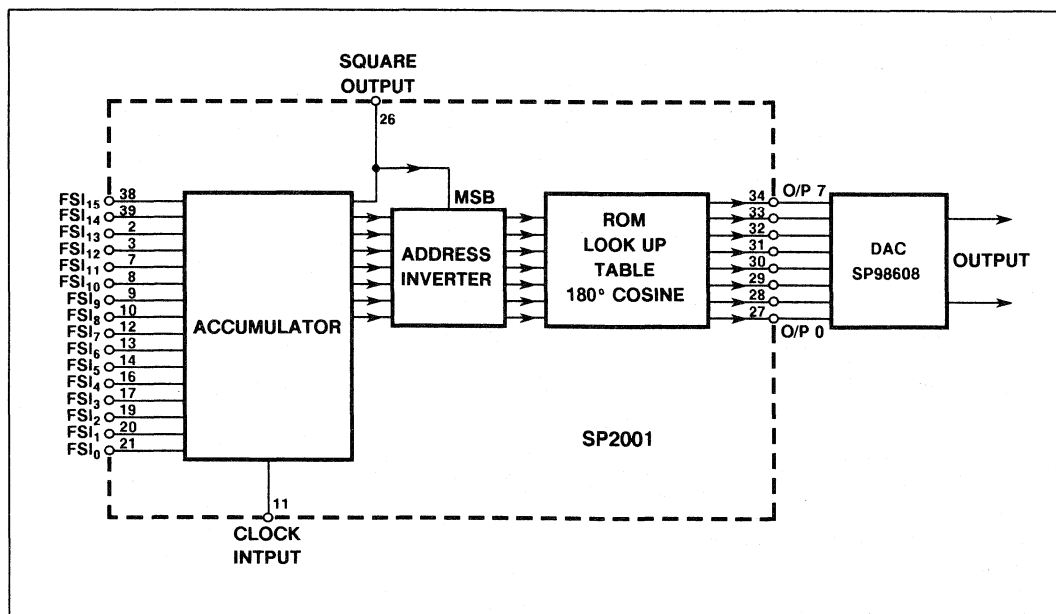 SQUARE
OUTPUT
26
FSI15 38
FSI14 39
FSI13 2
FSI12 3
FSI11 7
FSI10 8
FSI9 9
FSI8 10
FSI7 12
FSI6 13
FSI5 14
FSI4 16
FSI3 17
FSI2 19
FSI1 20
FSI0 21
ACCUMULATOR
MSB
ADDRESS
INVERTER
ROM
LOOK UP
TABLE
180° COSINE
34 O/P 7
33
32
31
30
29
28
27 O/P 0
DAC
SP98608
OUTPUT
SP2001
11
CLOCK
INTPUT